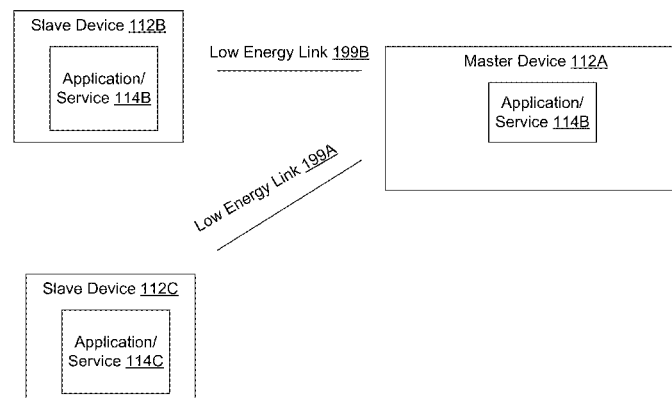 Slave Device 112B
Application/
Service 114B
Low Energy Link 199B
Master Device 112A
Application/
Service 114B
Low Energy Link 199A
Slave Device 112C
Application/
Service 114C